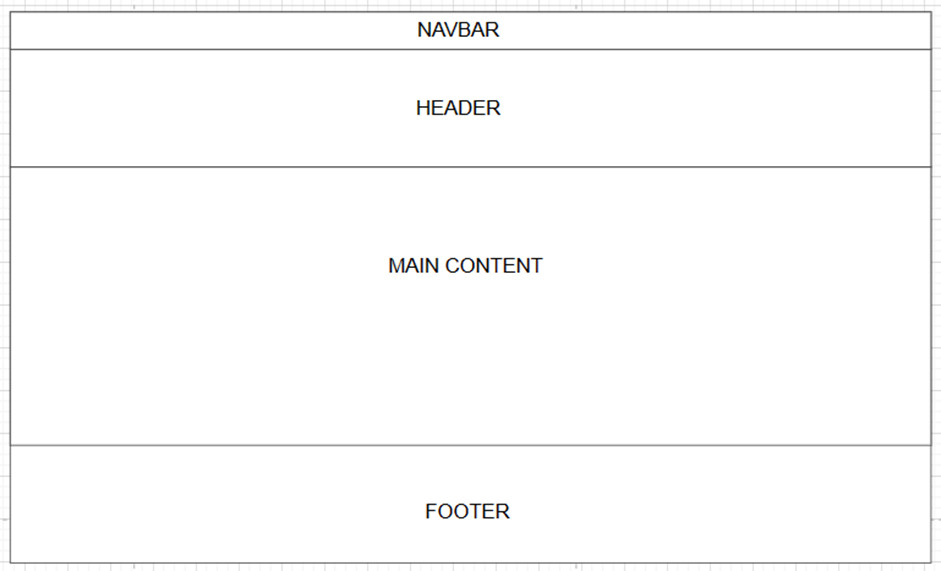 NAVBAR
HEADER
MAIN CONTENT
FOOTER